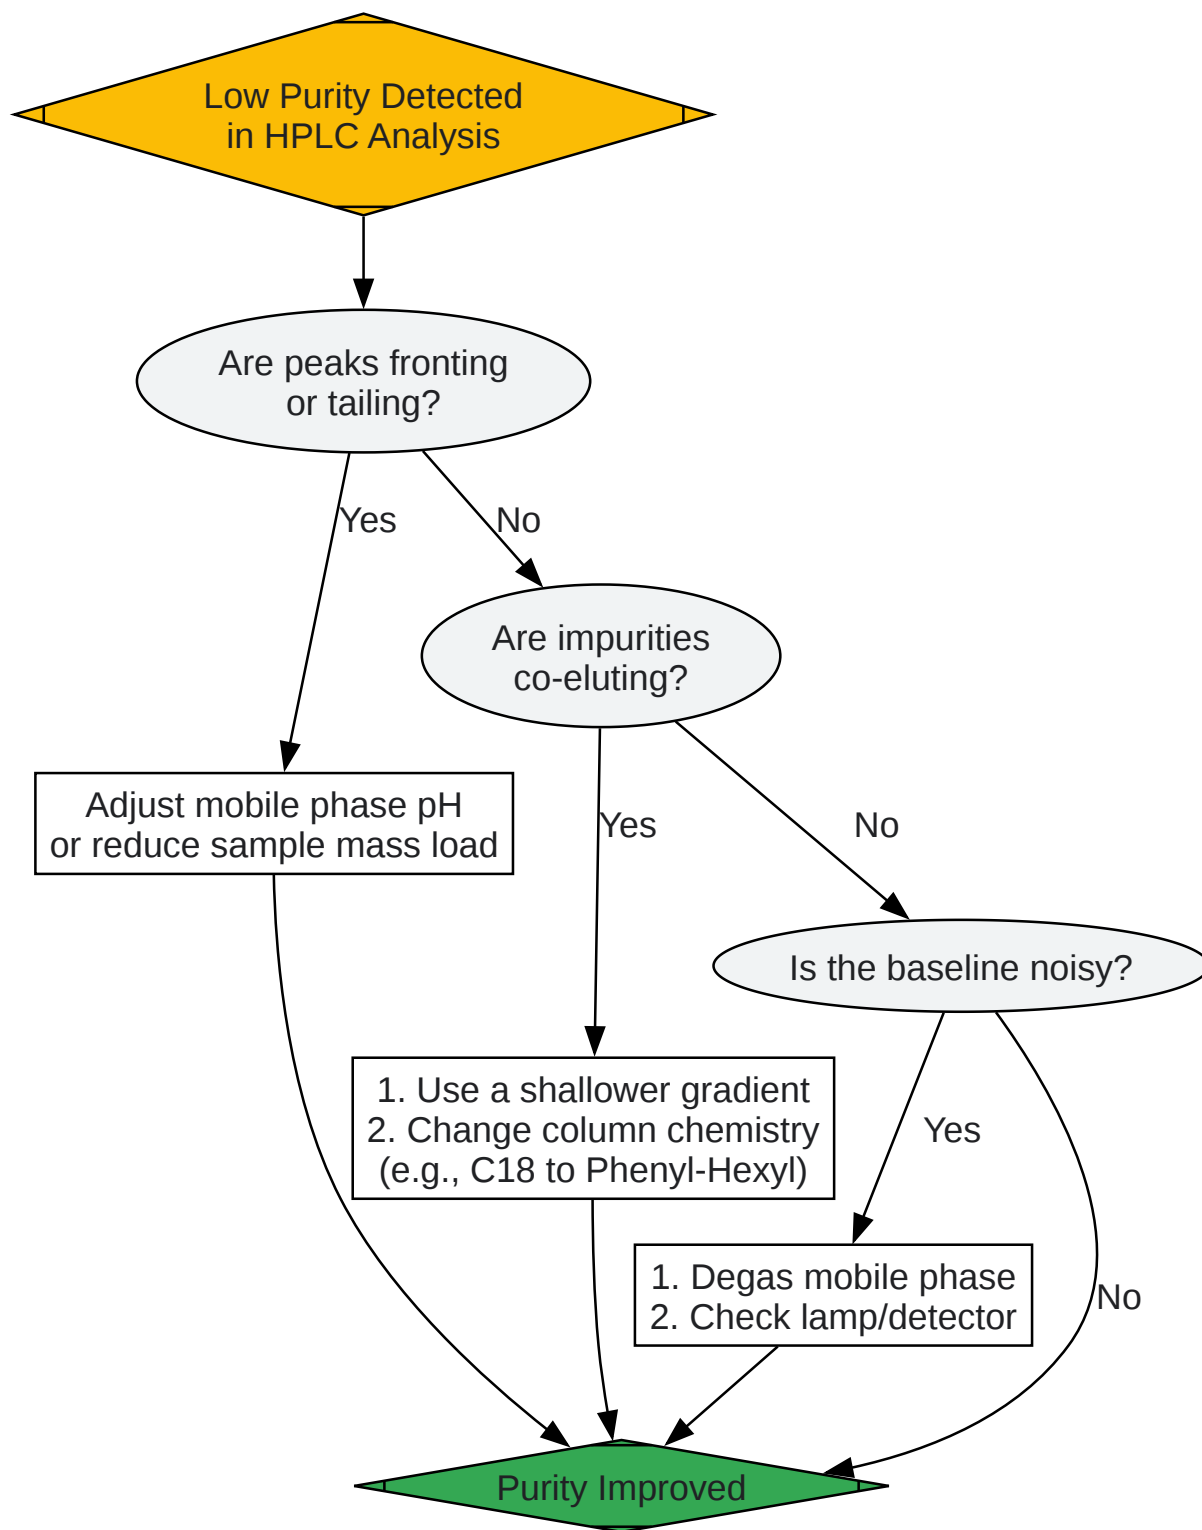 Low Purity Detected
in HPLC Analysis
Are peaks fronting
or tailing?
Yes
No
Are impurities
co-eluting?
Adjust mobile phase pH
or reduce sample mass load
Yes
No
Is the baseline noisy?
1. Use a shallower gradient
2. Change column chemistry
(e.g., C18 to Phenyl-Hexyl)
Yes
1. Degas mobile phase
2. Check lamp/detector
No
Purity Improved